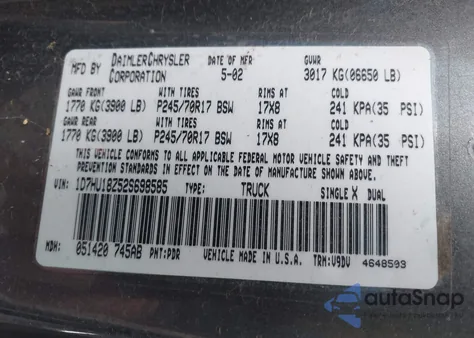 MFD BY DAIMLERCHRYSLER CORPORATION DATE OF MFR 5-02 GVWR 3017 KG(06650 LB)
GAWR FRONT WITH TIRES RIMS AT COLD
1770 KG(3900 LB) P245/70R17 BSW 17X8 241 KPA(35 PSI)
GAWR REAR WITH TIRES RIMS AT COLD
1770 KG(3900 LB) P245/70R17 BSW 17X8 241 KPA(35 PSI)
THIS VEHICLE CONFORMS TO ALL APPLICABLE FEDERAL MOTOR VEHICLE SAFETY AND THEFT
PREVENTION STANDARDS IN EFFECT ON THE DATE OF MANUFACTURE SHOWN ABOVE.
VIN: 1D7HU18Z52S698585 TYPE: TRUCK SINGLE X DUAL
MDH: 051420 745AB PNT:PDR VEHICLE MADE IN U.S.A. TRM:V9DV 4648503
autoSnap